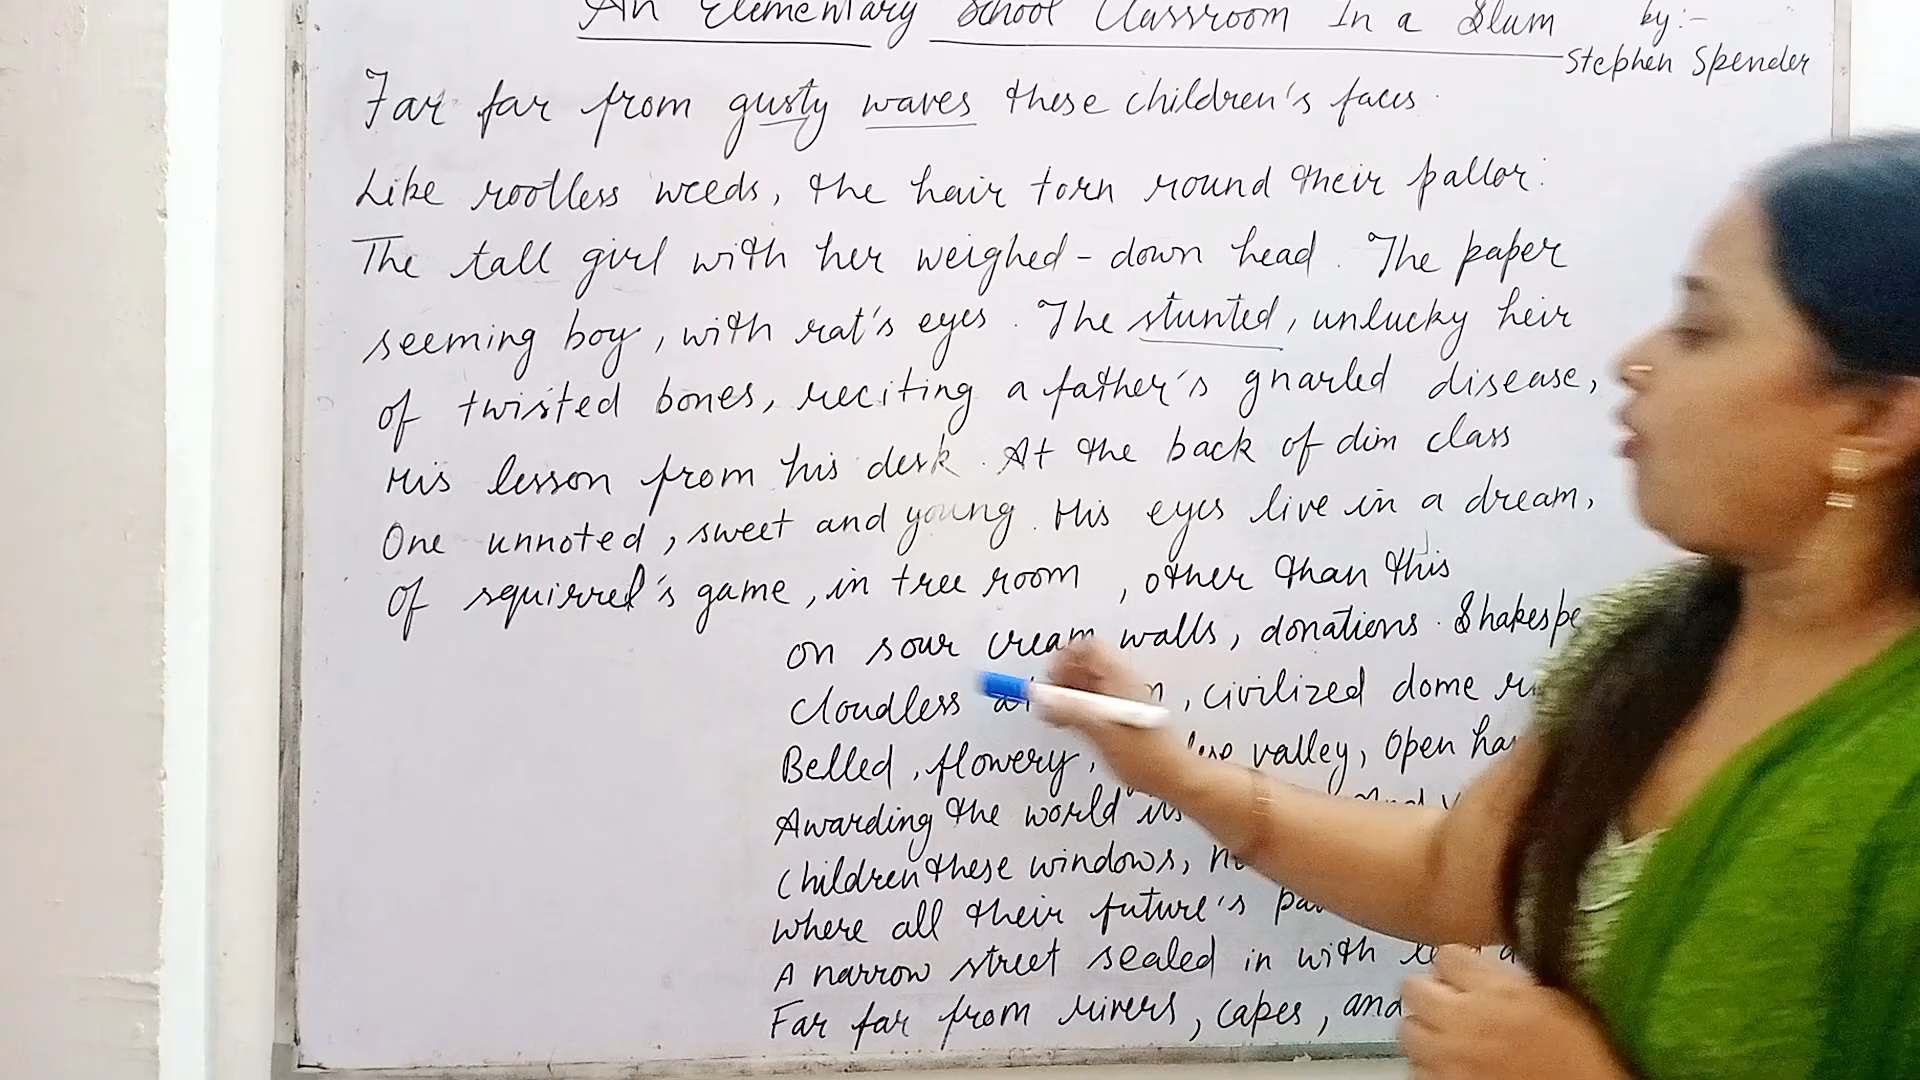 An Elementary School Classroom In a Slum by:-
Stephen Spender
Far far from gusty waves these children's faces
Like rootless weeds, the hair torn round their pallor:
The tall girl with her weighed-down head. The paper
seeming boy, with rat's eyes. The stunted, unlucky heir
of twisted bones, reciting a father's gnarled disease,
His lesson from his desk. At the back of dim class
One unnoted, sweet and young. His eyes live in a dream,
Of squirrel's game, in tree room, other than this
on sour cream walls, donations.
Cloudless , civilized dome
Belled, flowery, valley, Open
Awarding the world its
Children these windows,
where all their future's
A narrow street sealed in with
Far far from rivers, capes, and